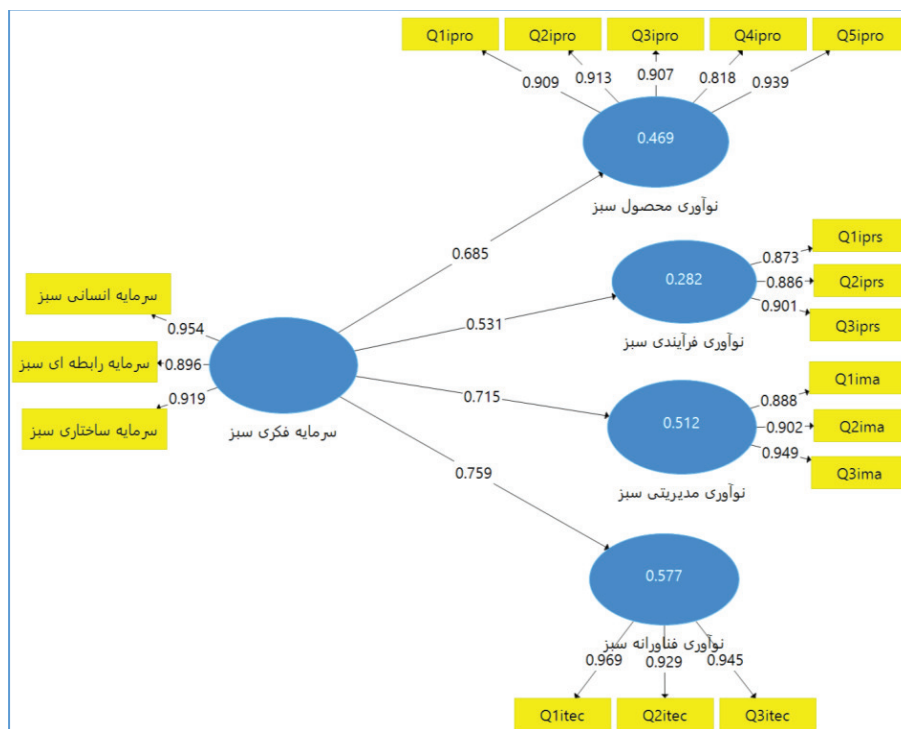 Q1ipro
Q2ipro
Q3ipro
Q4ipro
Q5ipro
0.909
0.913
0.907
0.818
0.939
0.469
نوآوری محصول سبز
0.685
Q1iprs
0.873
0.282
0.886
Q2iprs
0.901
Q3iprs
نوآوری فرآیندی سبز
0.531
سرمایه انسانی سبز
0.954
سرمایه رابطه ای سبز
0.896
0.919
سرمایه ساختاری سبز
سرمایه فکری سبز
0.715
Q1ima
0.888
0.512
0.902
Q2ima
0.949
Q3ima
نوآوری مدیریتی سبز
0.759
0.577
نوآوری فناورانه سبز
0.969
0.929
0.945
Q1itec
Q2itec
Q3itec